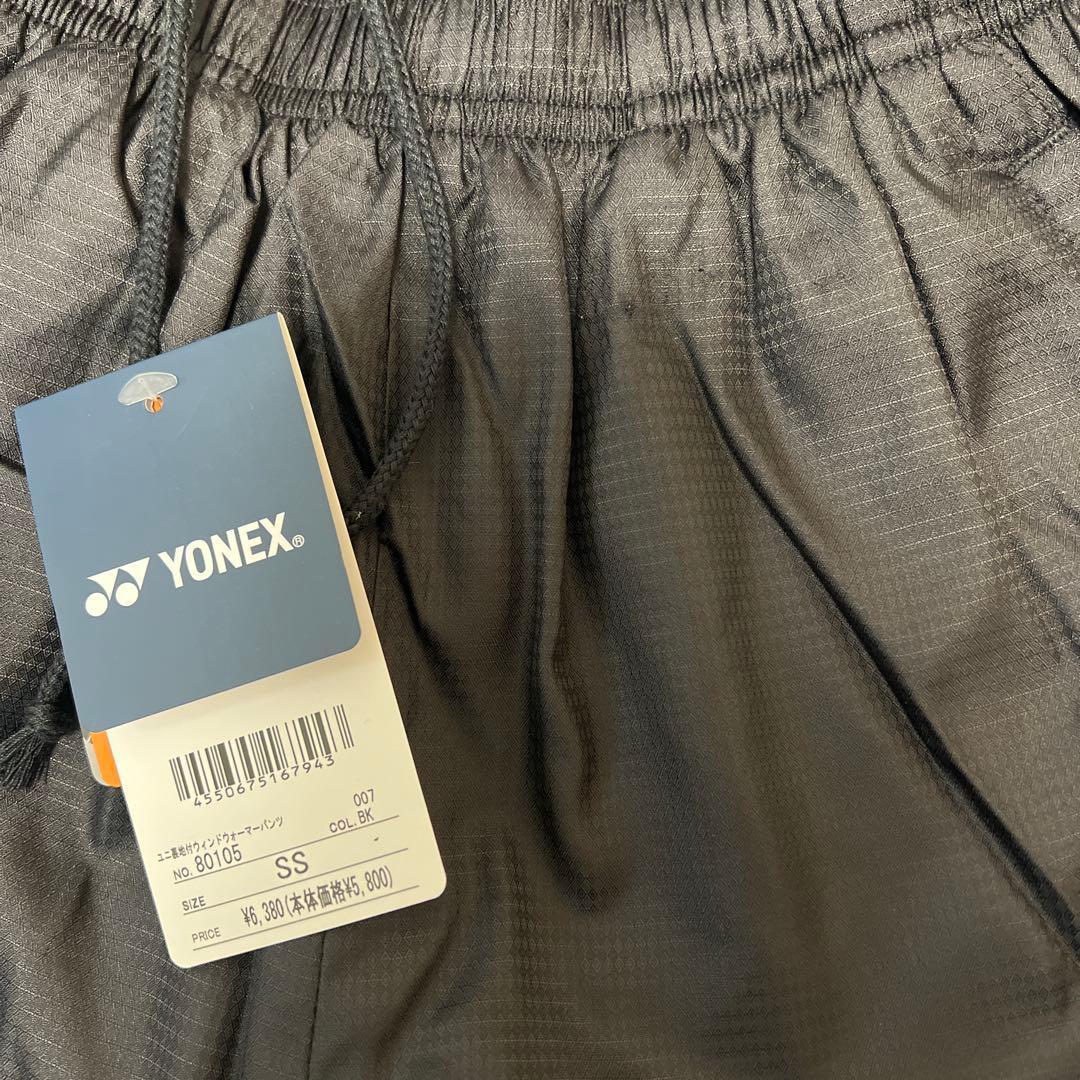 YONEX®
4550675167943
ユニ裏地付ウィンドウォーマーパンツ
007
NO. 80105 COL. BK
SIZE SS
PRICE ¥6,380(本体価格¥5,800)